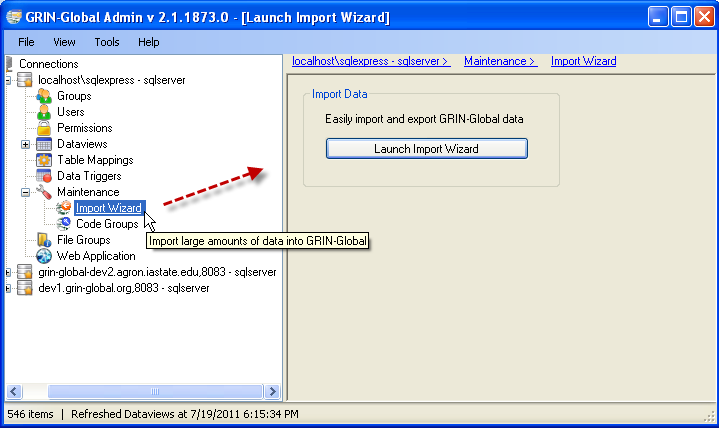 GRIN-Global Admin v 2.1.1873.0 - [Launch Import Wizard]
File View Tools Help
Connections
localhost\sqlexpress - sqlserver
Groups
Users
Permissions
Dataviews
Table Mappings
Data Triggers
Maintenance
Import Wizard
Code Groups
Import large amounts of data into GRIN-Global
File Groups
Web Application
grin-global-dev2.agron.iastate.edu,8083 - sqlserver
dev1.grin-global.org,8083 - sqlserver
localhost\sqlexpress - sqlserver > Maintenance > Import Wizard
Import Data
Easily import and export GRIN-Global data
Launch Import Wizard
546 items | Refreshed Dataviews at 7/19/2011 6:15:34 PM